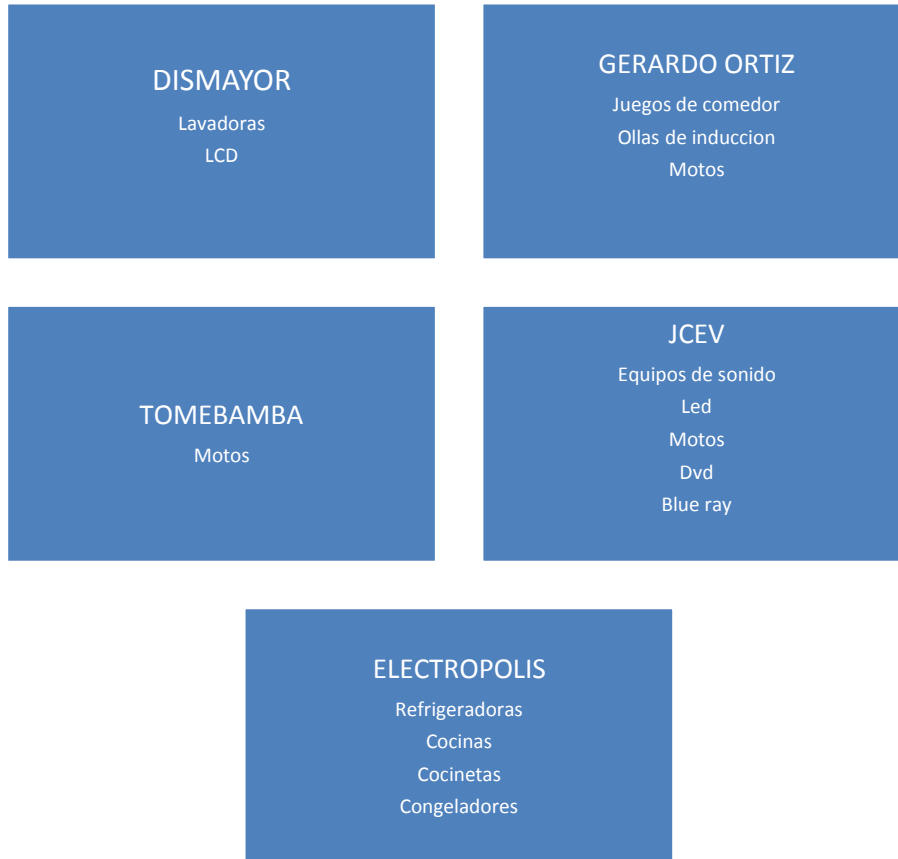 DISMAYOR
Lavadoras
LCD
GERARDO ORTIZ
Juegos de comedor
Ollas de induccion
Motos
TOMEBAMBA
Motos
JCEV
Equipos de sonido
Led
Motos
Dvd
Blue ray
ELECTROPOLIS
Refrigeradoras
Cocinas
Cocinetas
Congeladores